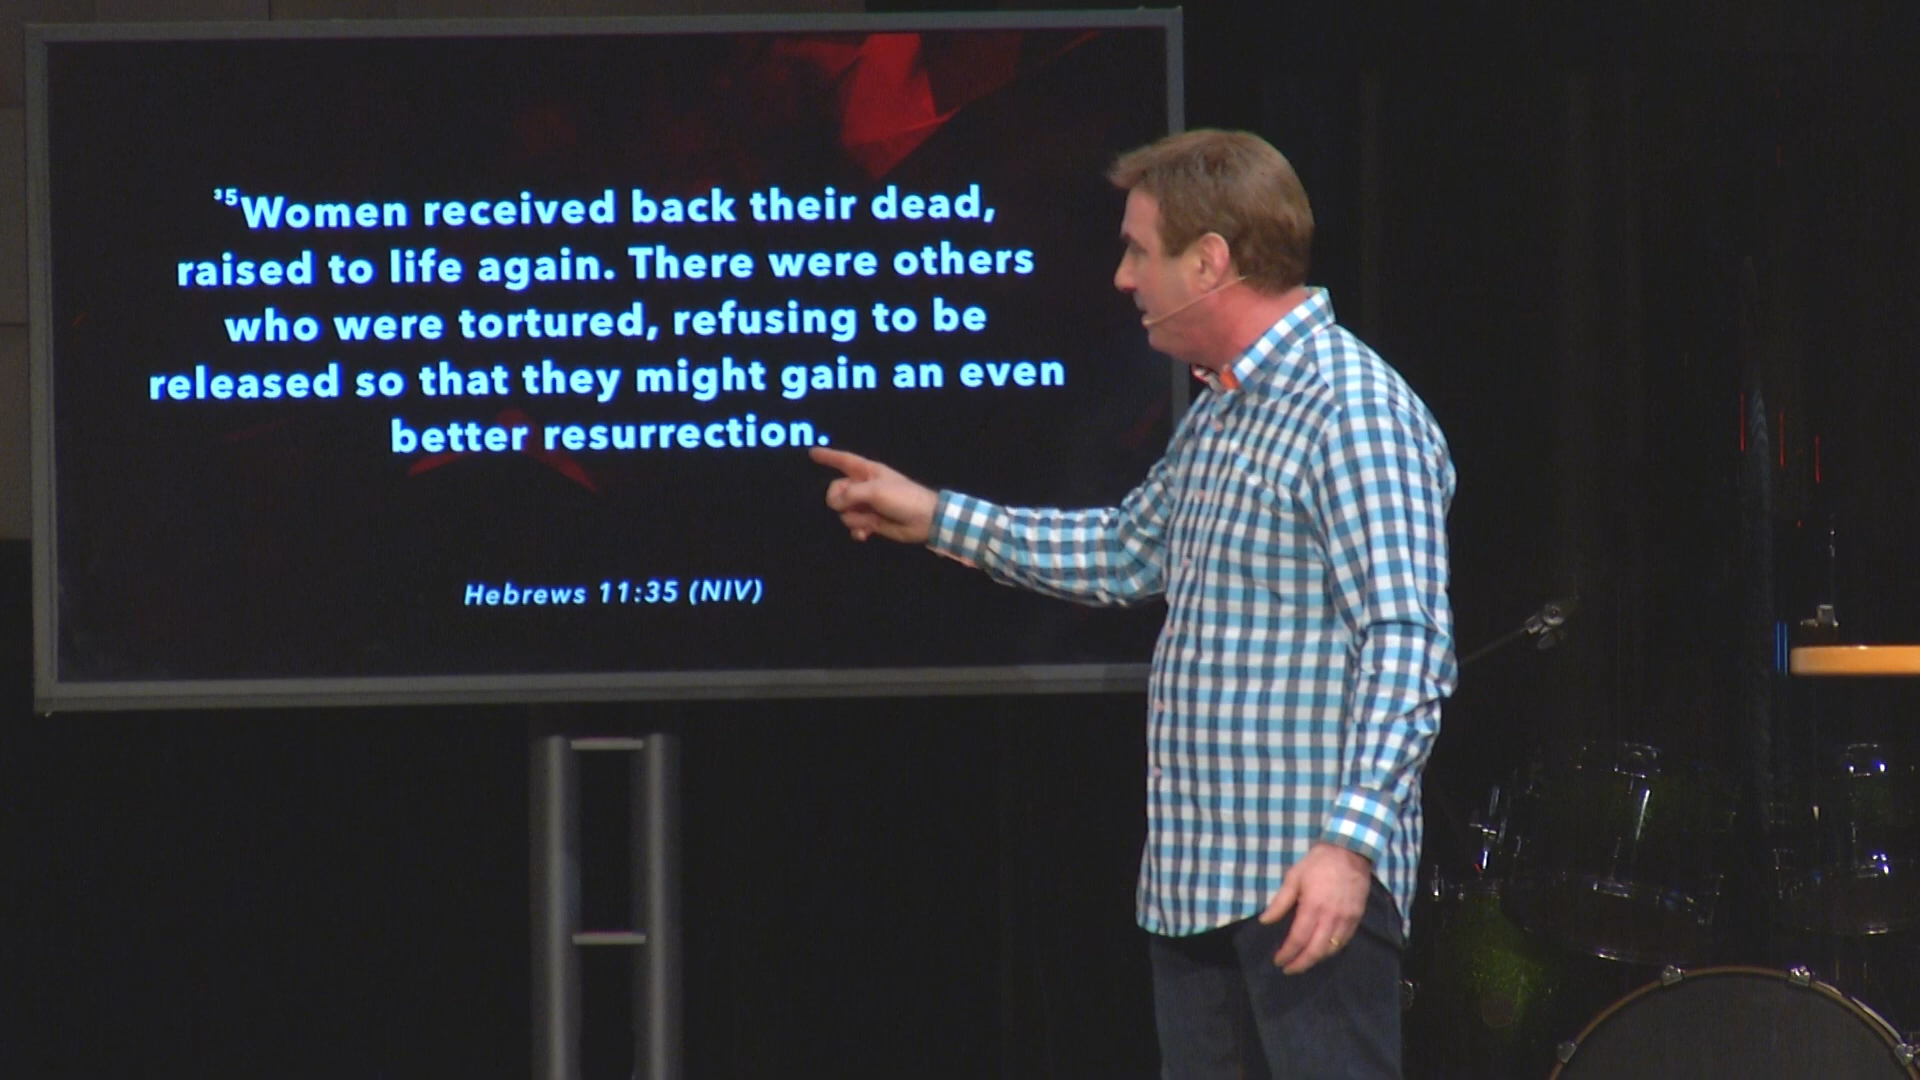 ³⁵Women received back their dead,
raised to life again. There were others
who were tortured, refusing to be
released so that they might gain an even
better resurrection.
Hebrews 11:35 (NIV)